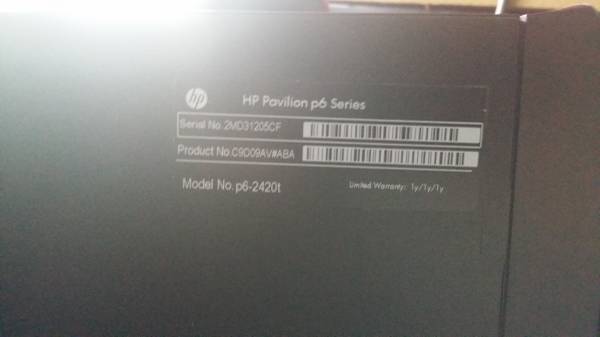 hp
HP Pavilion p6 Series
Serial No.2MD31205CF
Product No.C9D09AV#ABA
Model No.p6-2420t
Limited Warranty: 1y/1y/1y